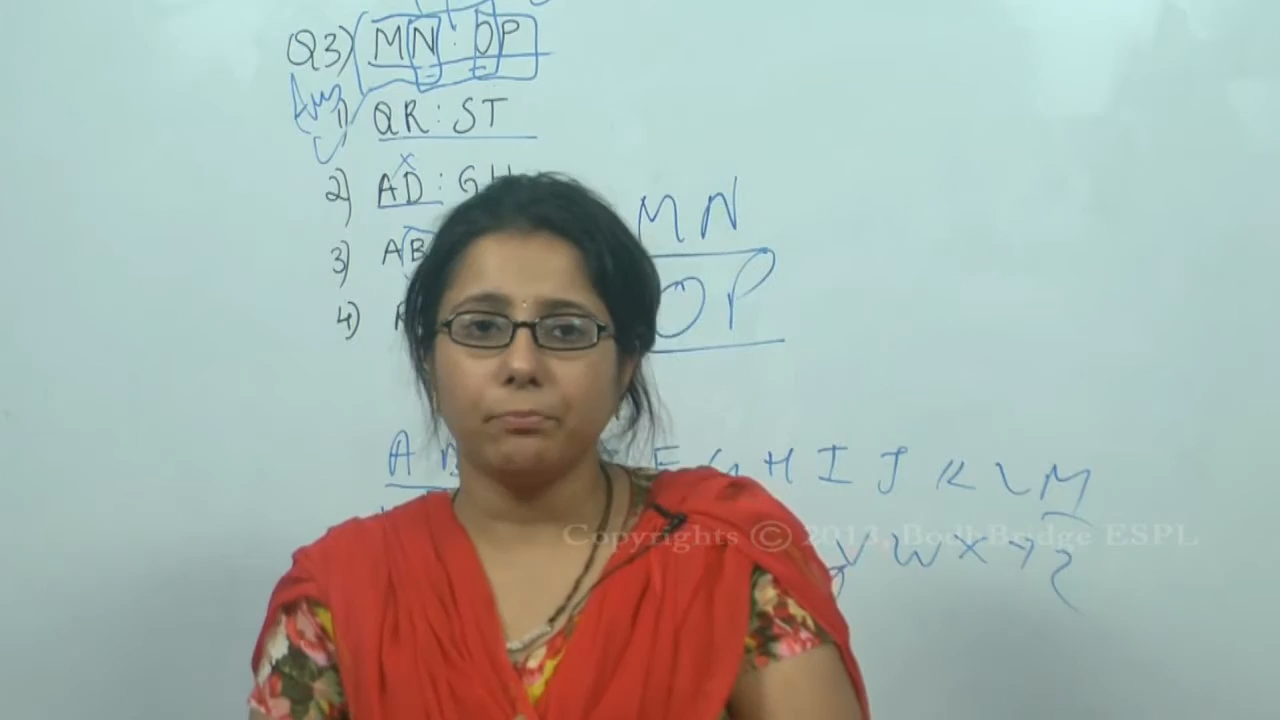 Q3) MN : OP
Ans
1) QR : ST
2) AD : GH
3) AB
4)
MN
OP
A B E F G H I J K L M
V W X Y Z
Copyrights © 2013, BodhBridge ESPL